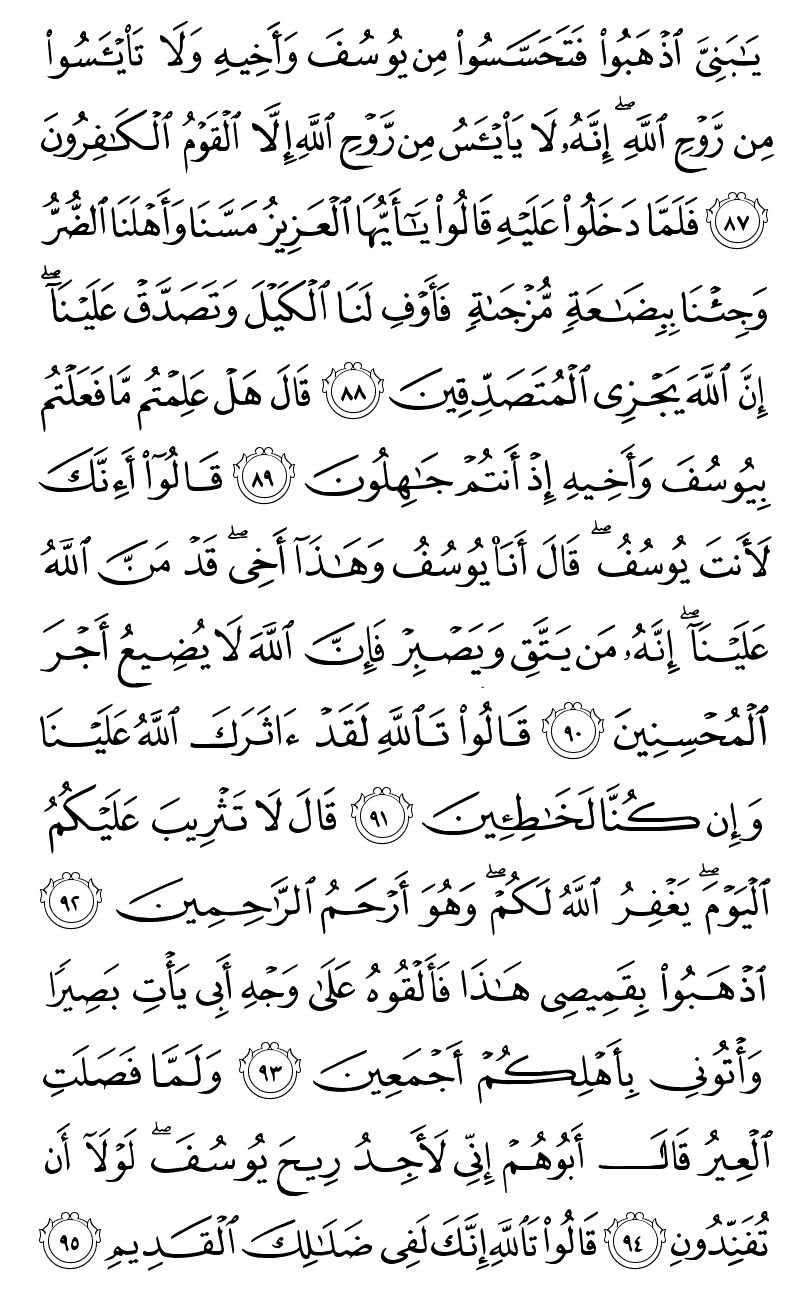 يَـٰبَنِىَّ ٱذْهَبُوا۟ فَتَحَسَّسُوا۟ مِن يُوسُفَ وَأَخِيهِ وَلَا تَا۟يْـَٔسُوا۟
مِن رَّوْحِ ٱللَّهِ ۖ إِنَّهُۥ لَا يَا۟يْـَٔسُ مِن رَّوْحِ ٱللَّهِ إِلَّا ٱلْقَوْمُ ٱلْكَـٰفِرُونَ
٨٧ فَلَمَّا دَخَلُوا۟ عَلَيْهِ قَالُوا۟ يَـٰٓأَيُّهَا ٱلْعَزِيزُ مَسَّنَا وَأَهْلَنَا ٱلضُّرُّ
وَجِئْنَا بِبِضَـٰعَةٍ مُّزْجَىٰةٍ فَأَوْفِ لَنَا ٱلْكَيْلَ وَتَصَدَّقْ عَلَيْنَآ ۖ
إِنَّ ٱللَّهَ يَجْزِى ٱلْمُتَصَدِّقِينَ ٨٨ قَالَ هَلْ عَلِمْتُم مَّا فَعَلْتُم
بِيُوسُفَ وَأَخِيهِ إِذْ أَنتُمْ جَـٰهِلُونَ ٨٩ قَالُوٓا۟ أَءِنَّكَ
لَأَنتَ يُوسُفُ ۖ قَالَ أَنَا۠ يُوسُفُ وَهَـٰذَآ أَخِى ۖ قَدْ مَنَّ ٱللَّهُ
عَلَيْنَآ ۖ إِنَّهُۥ مَن يَتَّقِ وَيَصْبِرْ فَإِنَّ ٱللَّهَ لَا يُضِيعُ أَجْرَ
ٱلْمُحْسِنِينَ ٩٠ قَالُوا۟ تَٱللَّهِ لَقَدْ ءَاثَرَكَ ٱللَّهُ عَلَيْنَا
وَإِن كُنَّا لَخَـٰطِـِٔينَ ٩١ قَالَ لَا تَثْرِيبَ عَلَيْكُمُ
ٱلْيَوْمَ ۖ يَغْفِرُ ٱللَّهُ لَكُمْ ۖ وَهُوَ أَرْحَمُ ٱلرَّٰحِمِينَ ٩٢
ٱذْهَبُوا۟ بِقَمِيصِى هَـٰذَا فَأَلْقُوهُ عَلَىٰ وَجْهِ أَبِى يَأْتِ بَصِيرًا
وَأْتُونِى بِأَهْلِكُمْ أَجْمَعِينَ ٩٣ وَلَمَّا فَصَلَتِ
ٱلْعِيرُ قَالَ أَبُوهُمْ إِنِّى لَأَجِدُ رِيحَ يُوسُفَ ۖ لَوْلَآ أَن
تُفَنِّدُونِ ٩٤ قَالُوا۟ تَٱللَّهِ إِنَّكَ لَفِى ضَلَـٰلِكَ ٱلْقَدِيمِ ٩٥